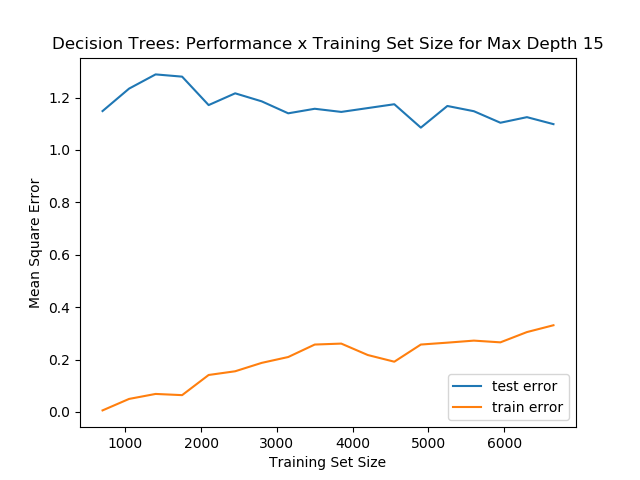 Decision Trees: Performance x Training Set Size for Max Depth 15
Mean Square Error
1.2
1.0
0.8
0.6
0.4
0.2
0.0
test error
train error
1000 2000 3000 4000 5000 6000
Training Set Size